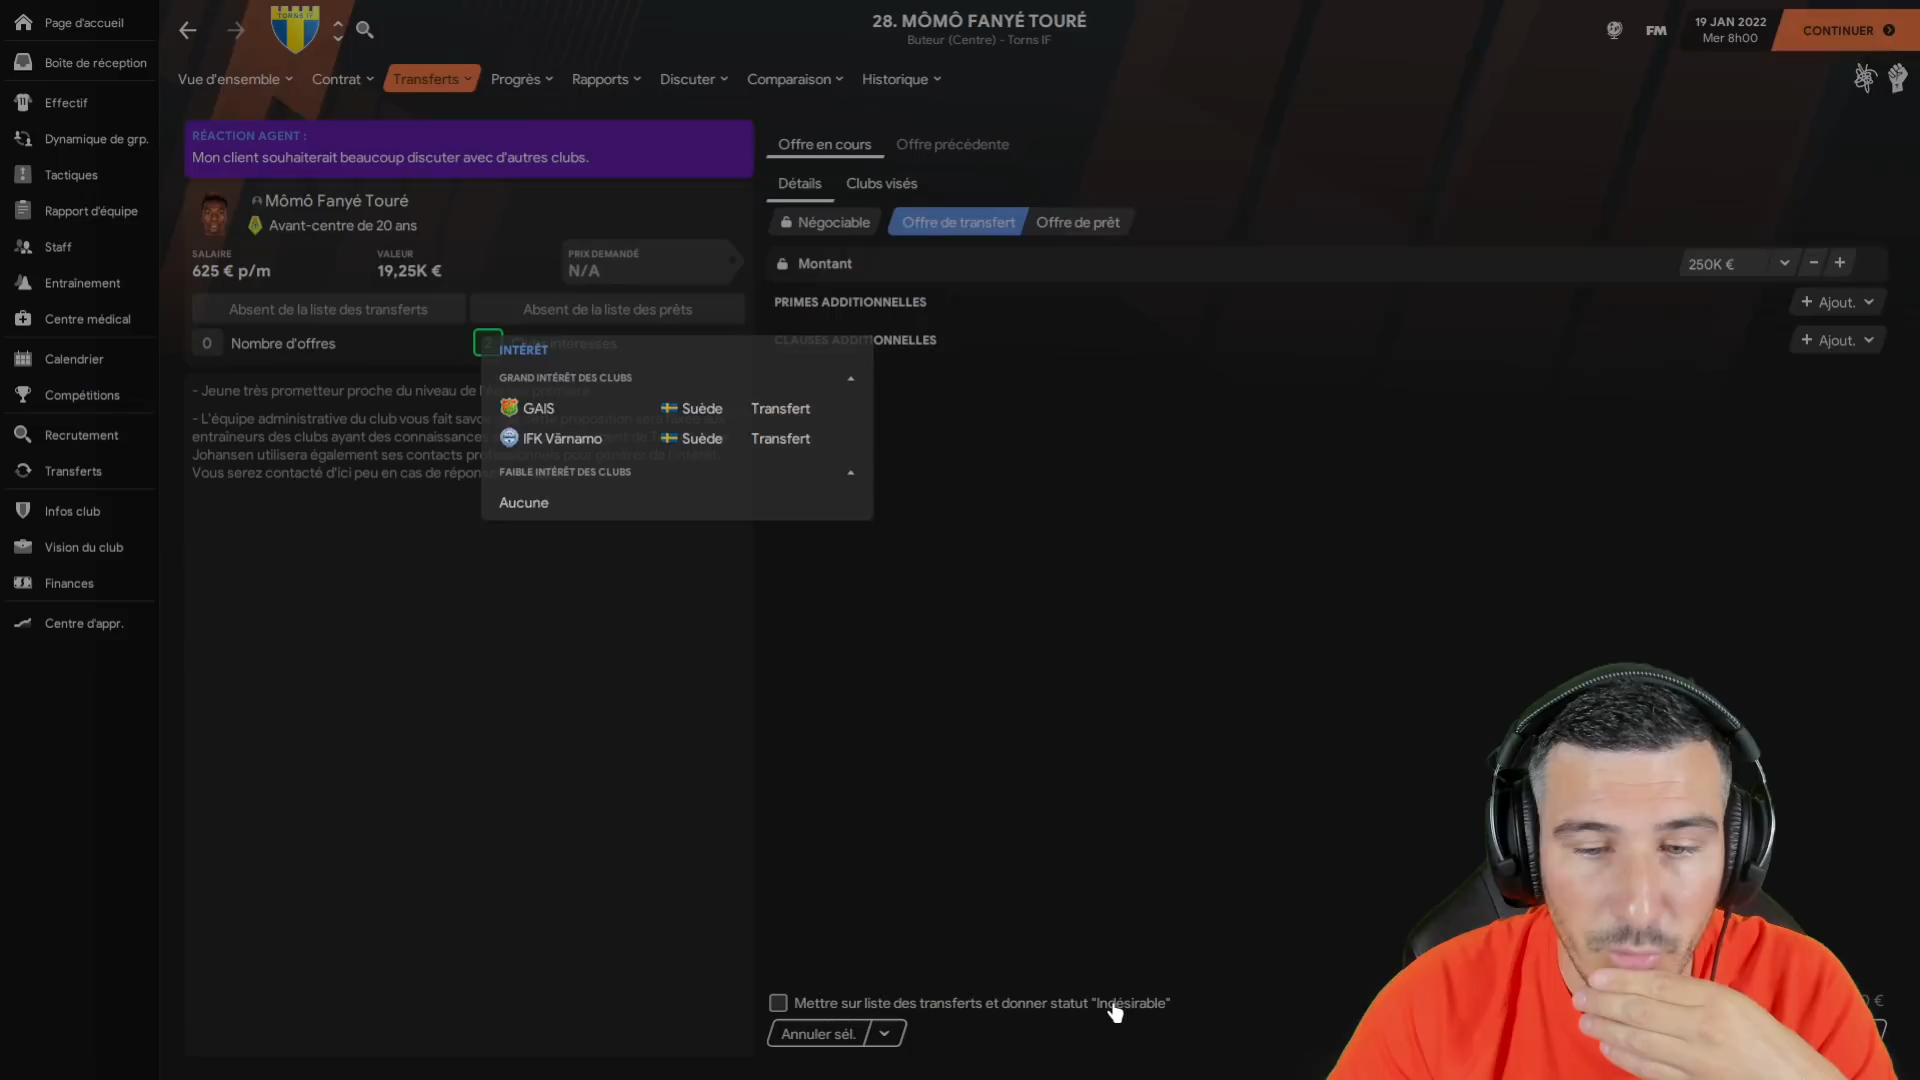 Page d'accueil
Boîte de réception
Effectif
Dynamique de grp.
Tactiques
Rapport d'équipe
Staff
Entraînement
Centre médical
Calendrier
Compétitions
Recrutement
Transferts
Infos club
Vision du club
Finances
Centre d'appr.
TORNS IF
28. MÔMÔ FANYÉ TOURÉ
Buteur (Centre) - Torns IF
FM
19 JAN 2022
Mer 8h00
CONTINUER
Vue d'ensemble
Contrat
Transferts
Progrès
Rapports
Discuter
Comparaison
Historique
RÉACTION AGENT :
Mon client souhaiterait beaucoup discuter avec d'autres clubs.
Mômô Fanyé Touré
Avant-centre de 20 ans
SALAIRE
625 € p/m
VALEUR
19,25K €
PRIX DEMANDÉ
N/A
Absent de la liste des transferts
Absent de la liste des prêts
0 Nombre d'offres
2
- Jeune très prometteur proche du niveau de
- L'équipe administrative du club vous fait
entraîneurs des clubs ayant des connaissances
Johansen utilisera également ses contacts
Vous serez contacté d'ici peu en cas de
INTÉRÊT
GRAND INTÉRÊT DES CLUBS
GAIS Suède Transfert
IFK Värnamo Suède Transfert
FAIBLE INTÉRÊT DES CLUBS
Aucune
Offre en cours
Offre précédente
Détails
Clubs visés
Négociable
Offre de transfert
Offre de prêt
Montant
250K €
- +
PRIMES ADDITIONNELLES
+ Ajout.
CLAUSES ADDITIONNELLES
+ Ajout.
Mettre sur liste des transferts et donner statut "Indésirable"
Annuler sél.
€